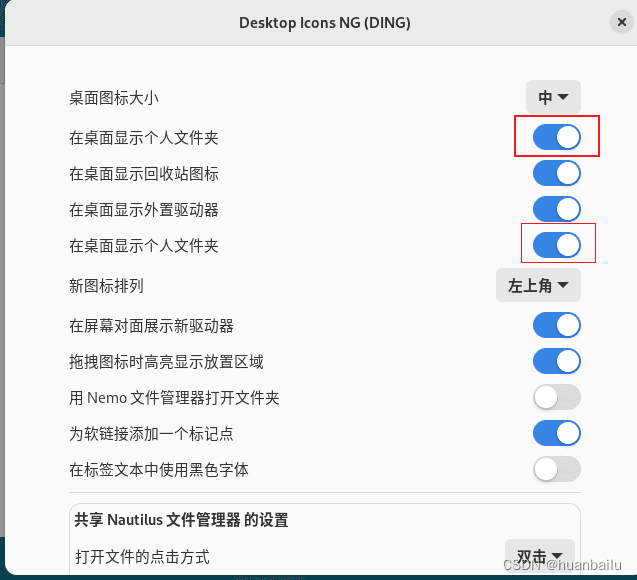 Desktop Icons NG (DING)
桌面图标大小 中
在桌面显示个人文件夹
在桌面显示回收站图标
在桌面显示外置驱动器
在桌面显示个人文件夹
新图标排列 左上角
在屏幕对面展示新驱动器
拖拽图标时高亮显示放置区域
用 Nemo 文件管理器打开文件夹
为软链接添加一个标记点
在标签文本中使用黑色字体
共享 Nautilus 文件管理器 的设置
打开文件的点击方式 双击
CSDN @huanbailu